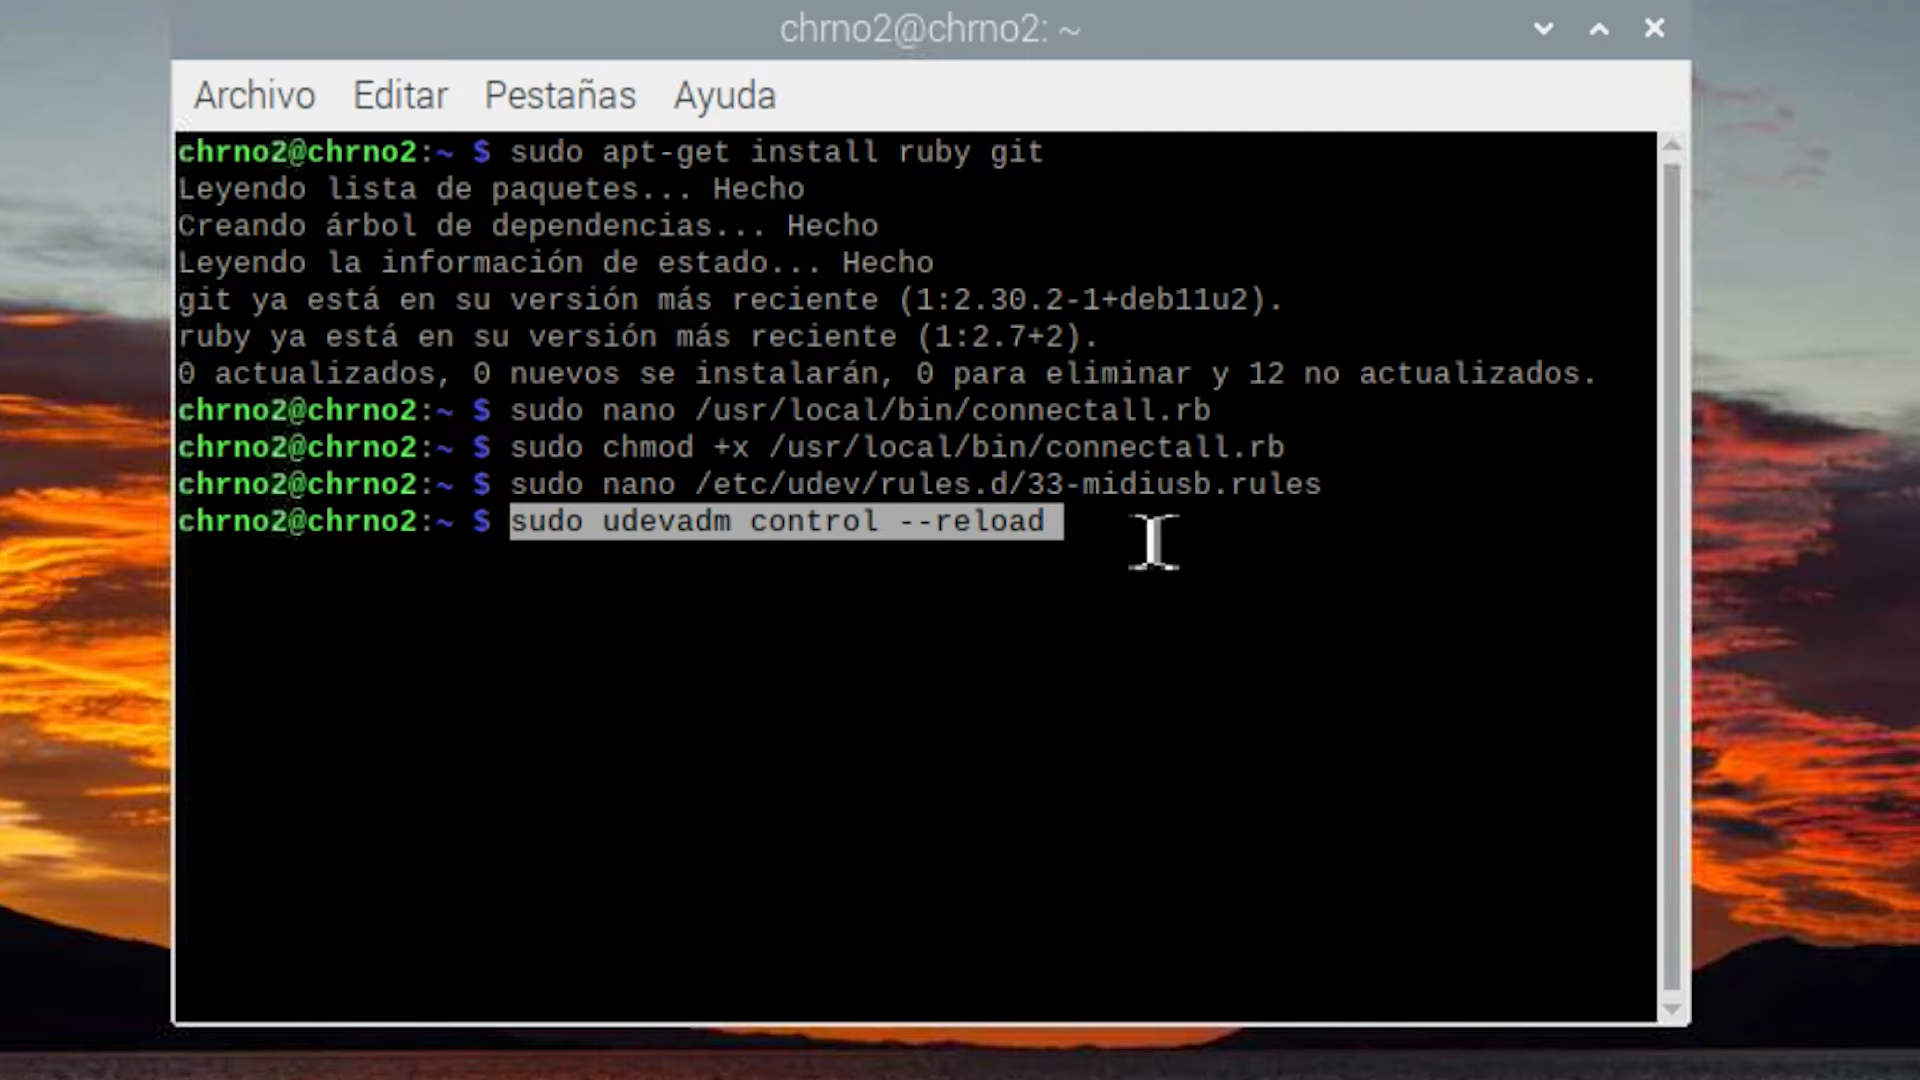 chrno2@chrno2: ~
Archivo Editar Pestañas Ayuda
chrno2@chrno2:~ $ sudo apt-get install ruby git
Leyendo lista de paquetes... Hecho
Creando árbol de dependencias... Hecho
Leyendo la información de estado... Hecho
git ya está en su versión más reciente (1:2.30.2-1+deb11u2).
ruby ya está en su versión más reciente (1:2.7+2).
0 actualizados, 0 nuevos se instalarán, 0 para eliminar y 12 no actualizados.
chrno2@chrno2:~ $ sudo nano /usr/local/bin/connectall.rb
chrno2@chrno2:~ $ sudo chmod +x /usr/local/bin/connectall.rb
chrno2@chrno2:~ $ sudo nano /etc/udev/rules.d/33-midiusb.rules
chrno2@chrno2:~ $ sudo udevadm control --reload